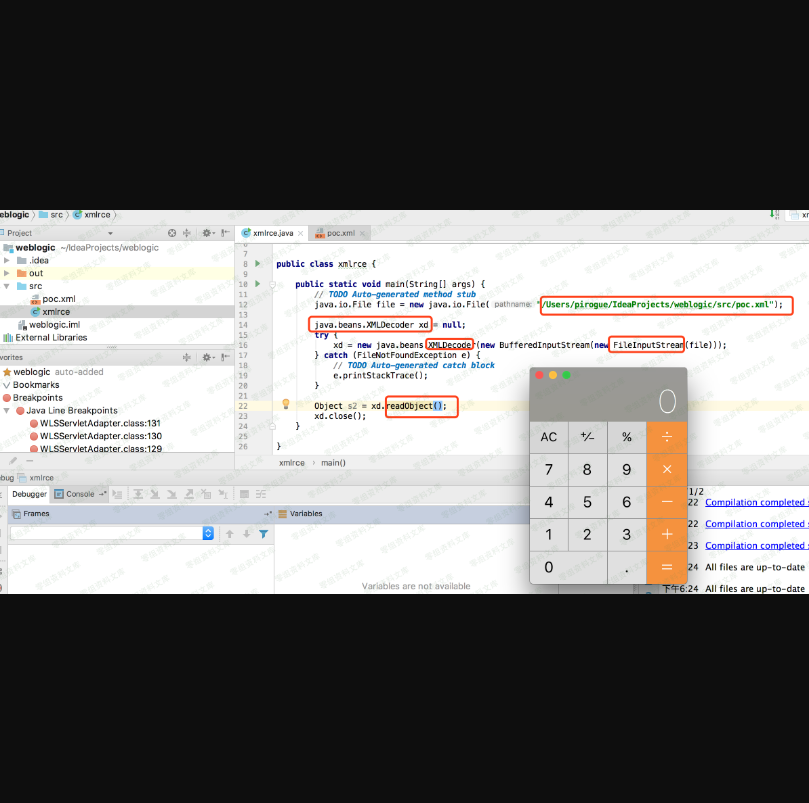 eblogic
src
xmlrce
Project
xmlrce.java
poc.xml
weblogic ~/IdeaProjects/weblogic
.idea
out
src
poc.xml
xmlrce
weblogic.iml
External Libraries
vorites
weblogic auto-added
Bookmarks
Breakpoints
Java Line Breakpoints
WLSServletAdapter.class:131
WLSServletAdapter.class:130
WLSServletAdapter.class:129
7
8 public class xmlrce {
9
10 public static void main(String[] args) {
11 // TODO Auto-generated method stub
12 java.io.File file = new java.io.File( pathname: "/Users/pirogue/IdeaProjects/weblogic/src/poc.xml");
13
14 java.beans.XMLDecoder xd = null;
15 try {
16 xd = new java.beans.XMLDecoder(new BufferedInputStream(new FileInputStream(file)));
17 } catch (FileNotFoundException e) {
18 // TODO Auto-generated catch block
19 e.printStackTrace();
20 }
21
22 Object s2 = xd.readObject();
23 xd.close();
24 }
25
26 }
xmlrce › main()
0
AC +/- % ÷
7 8 9 ×
4 5 6 −
1 2 3 +
0 . =
bug xmlrce
Debugger Console
Frames
Variables
Variables are not available
1/2
22 Compilation completed s
22 Compilation completed s
23 Compilation completed s
24 All files are up-to-date
下午6:24 All files are up-to-date